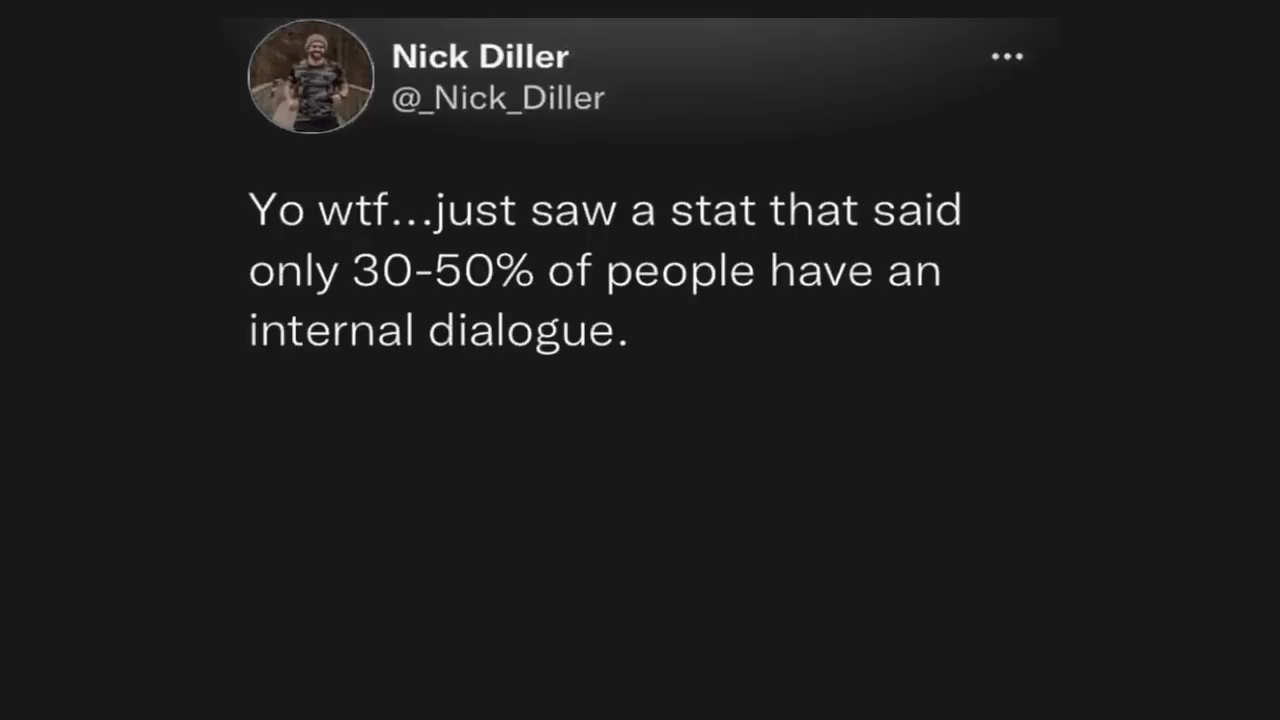 Nick Diller
@_Nick_Diller
Yo wtf...just saw a stat that said
only 30-50% of people have an
internal dialogue.